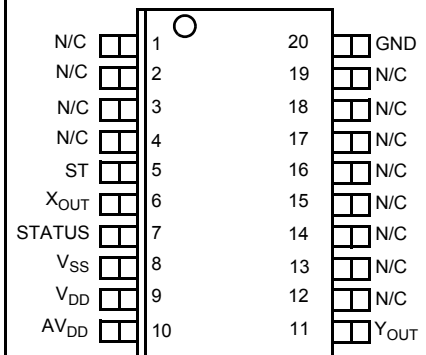 N/C 1 20 GND
N/C 2 19 N/C
N/C 3 18 N/C
N/C 4 17 N/C
ST 5 16 N/C
XOUT 6 15 N/C
STATUS 7 14 N/C
VSS 8 13 N/C
VDD 9 12 N/C
AVDD 10 11 YOUT